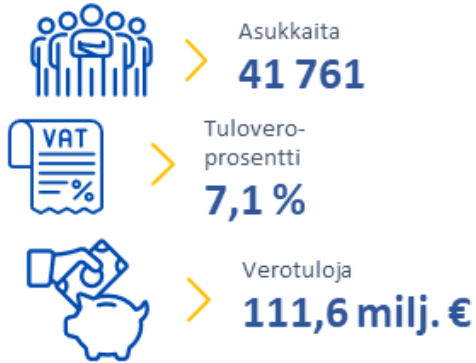 Asukkaita
41 761
VAT
Tulovero-
prosentti
%
7,1 %
Verotuloja
111,6 milj. €